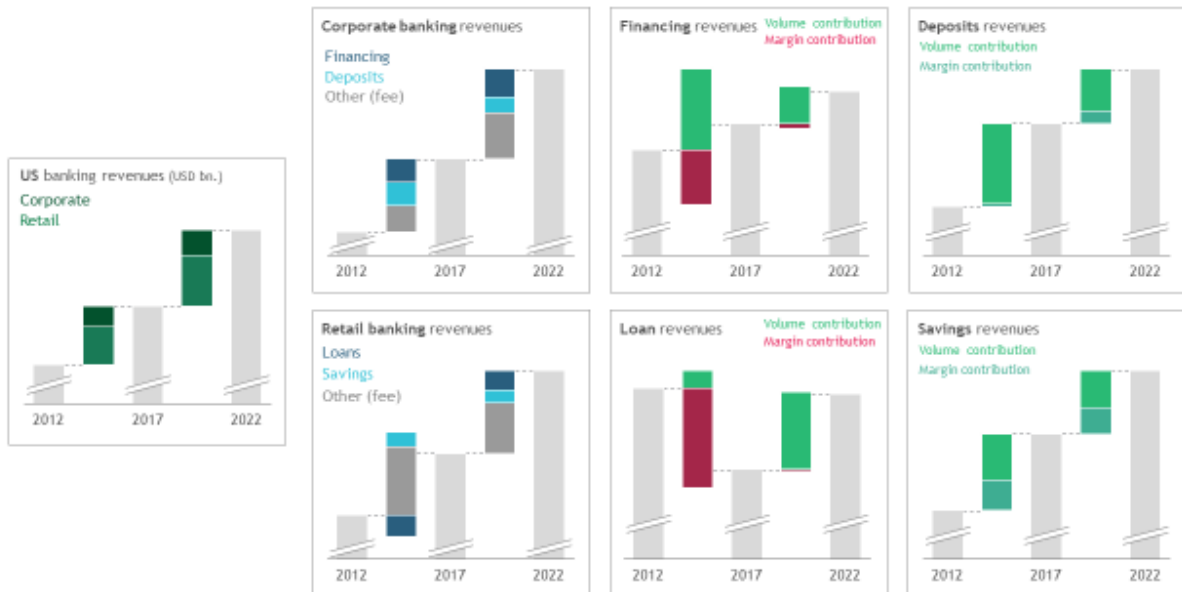 US banking revenues (USD bn.)
Corporate
Retail
2012 2017 2022
Corporate banking revenues
Financing
Deposits
Other (fee)
2012 2017 2022
Financing revenues
Volume contribution
Margin contribution
2012 2017 2022
Deposits revenues
Volume contribution
Margin contribution
2012 2017 2022
Retail banking revenues
Loans
Savings
Other (fee)
2012 2017 2022
Loan revenues
Volume contribution
Margin contribution
2012 2017 2022
Savings revenues
Volume contribution
Margin contribution
2012 2017 2022